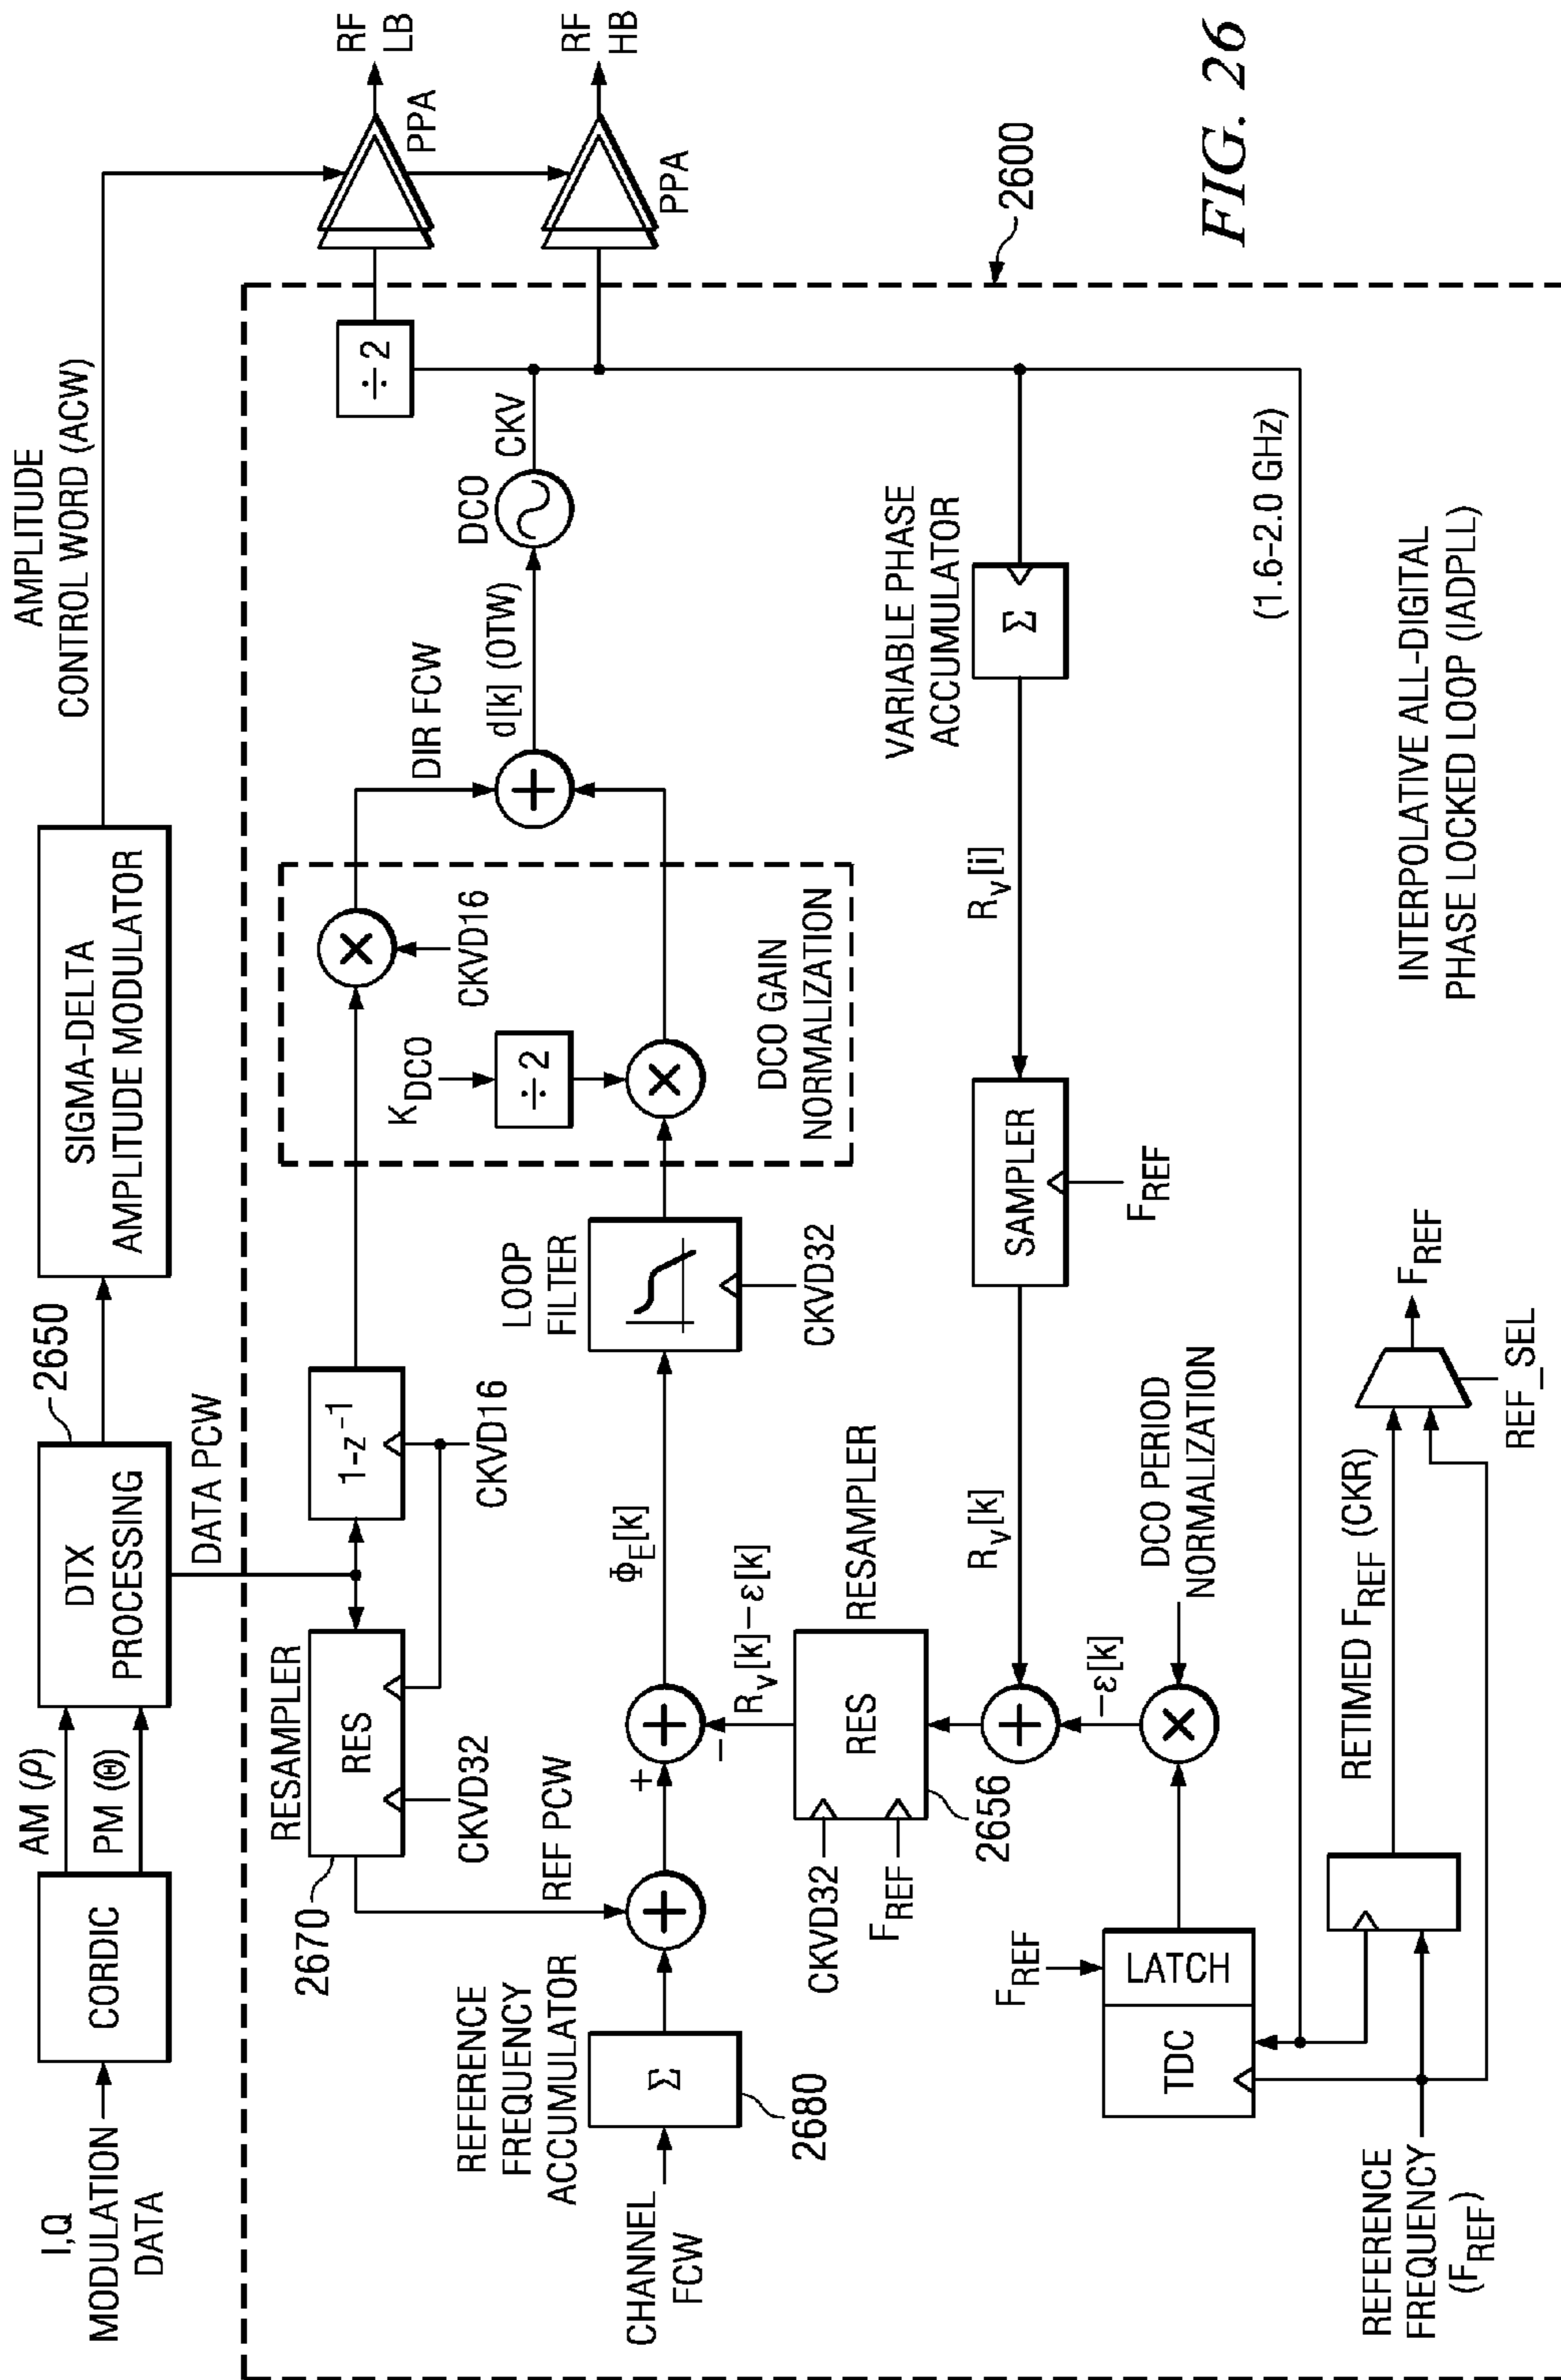 I,Q
MODULATION
DATA
CORDIC
AM (ρ)
PM (Θ)
DTX
PROCESSING
2650
SIGMA-DELTA
AMPLITUDE MODULATOR
AMPLITUDE
CONTROL WORD (ACW)
RF
LB
PPA
RF
HB
PPA
DATA PCW
RESAMPLER
RES
2670
CKVD32
1-z⁻¹
CKVD16
CKVD16
DIR FCW
÷2
K_DCO
÷2
DCO GAIN
NORMALIZATION
d[k] (OTW)
DCO
CKV
REF PCW
REFERENCE
FREQUENCY
ACCUMULATOR
CHANNEL
FCW
Σ
2680
+
−
Φ_E[k]
LOOP
FILTER
CKVD32
R_v[k]−ε[k]
RESAMPLER
RES
CKVD32
F_REF
2656
R_v[k]
SAMPLER
F_REF
R_v[i]
VARIABLE PHASE
ACCUMULATOR
Σ
2600
−ε[k]
DCO PERIOD
NORMALIZATION
F_REF
TDC
LATCH
(1.6-2.0 GHz)
REFERENCE
FREQUENCY
(F_REF)
RETIMED F_REF (CKR)
F_REF
REF_SEL
INTERPOLATIVE ALL-DIGITAL
PHASE LOCKED LOOP (IADPLL)
FIG. 26